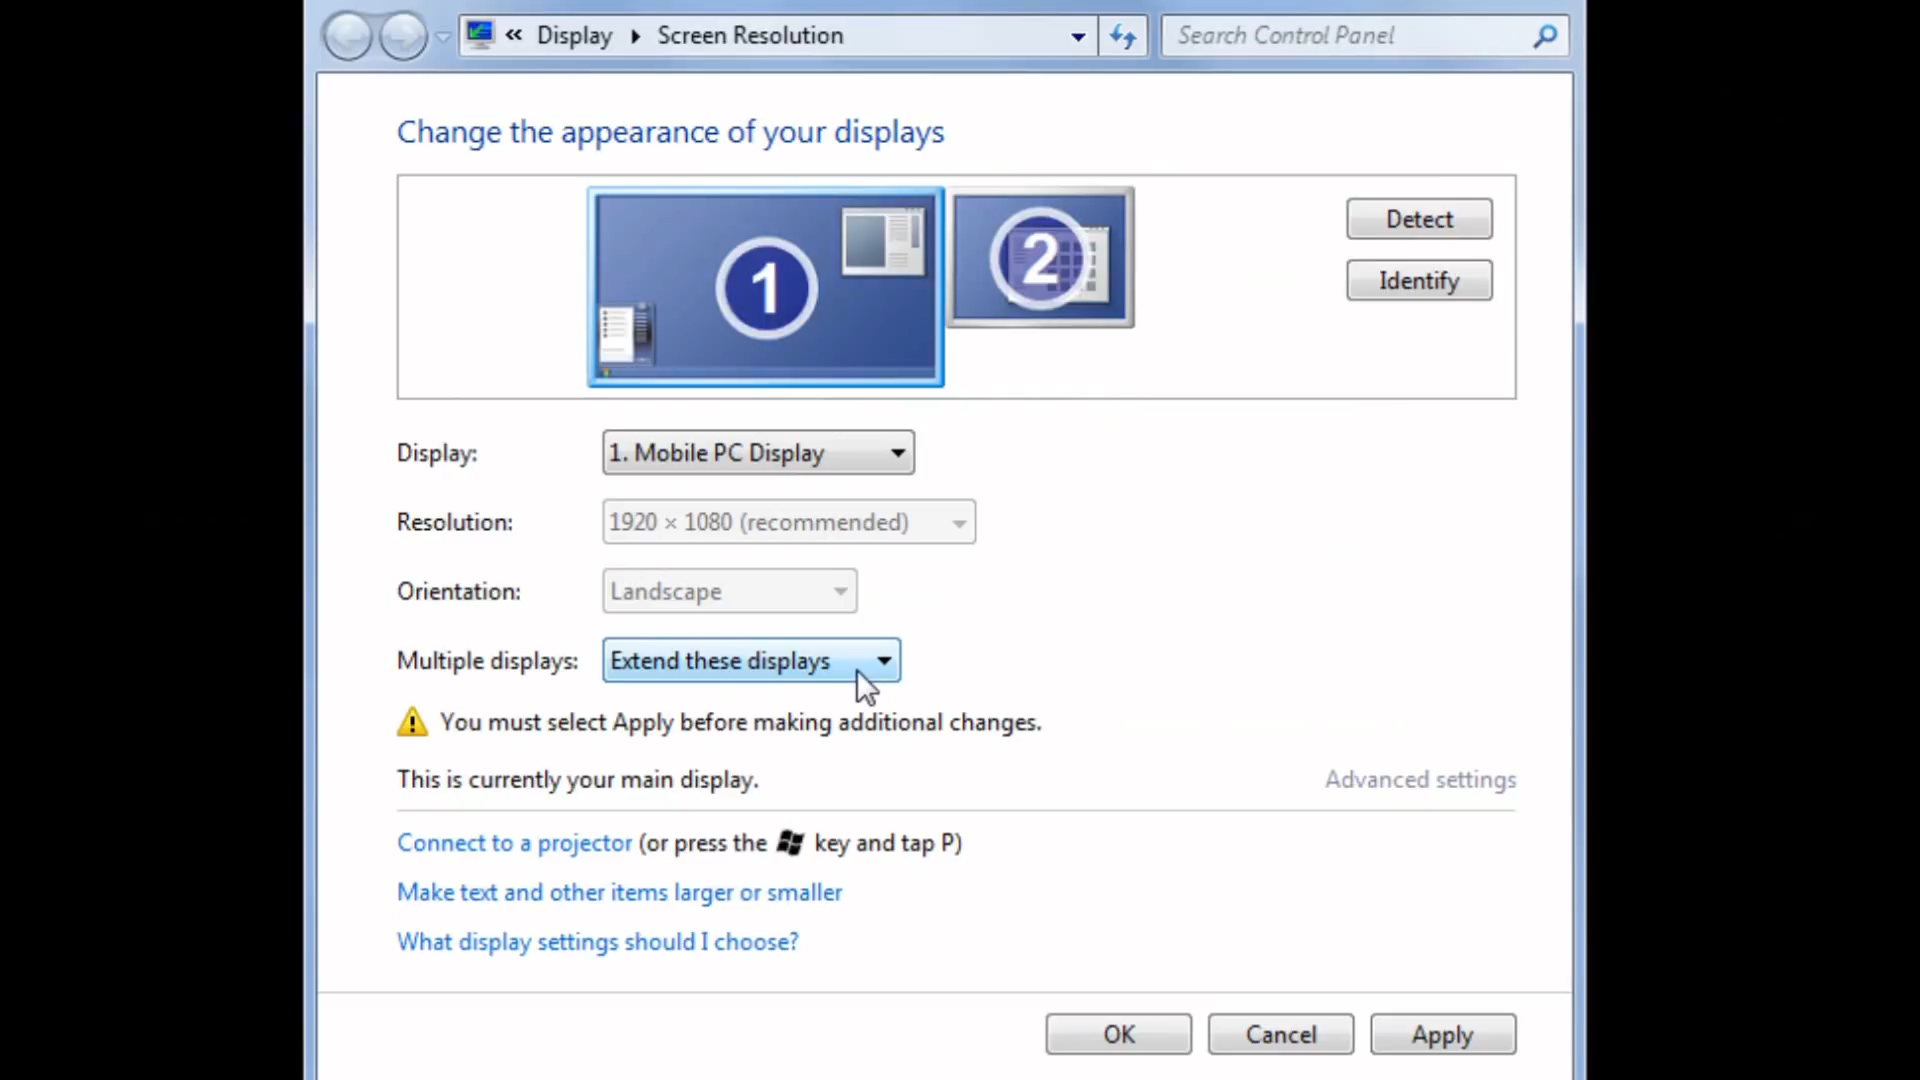 « Display ▸ Screen Resolution
Search Control Panel
Change the appearance of your displays
1
2
Detect
Identify
Display: 1. Mobile PC Display
Resolution: 1920 × 1080 (recommended)
Orientation: Landscape
Multiple displays: Extend these displays
You must select Apply before making additional changes.
This is currently your main display. Advanced settings
Connect to a projector (or press the key and tap P)
Make text and other items larger or smaller
What display settings should I choose?
OK Cancel Apply